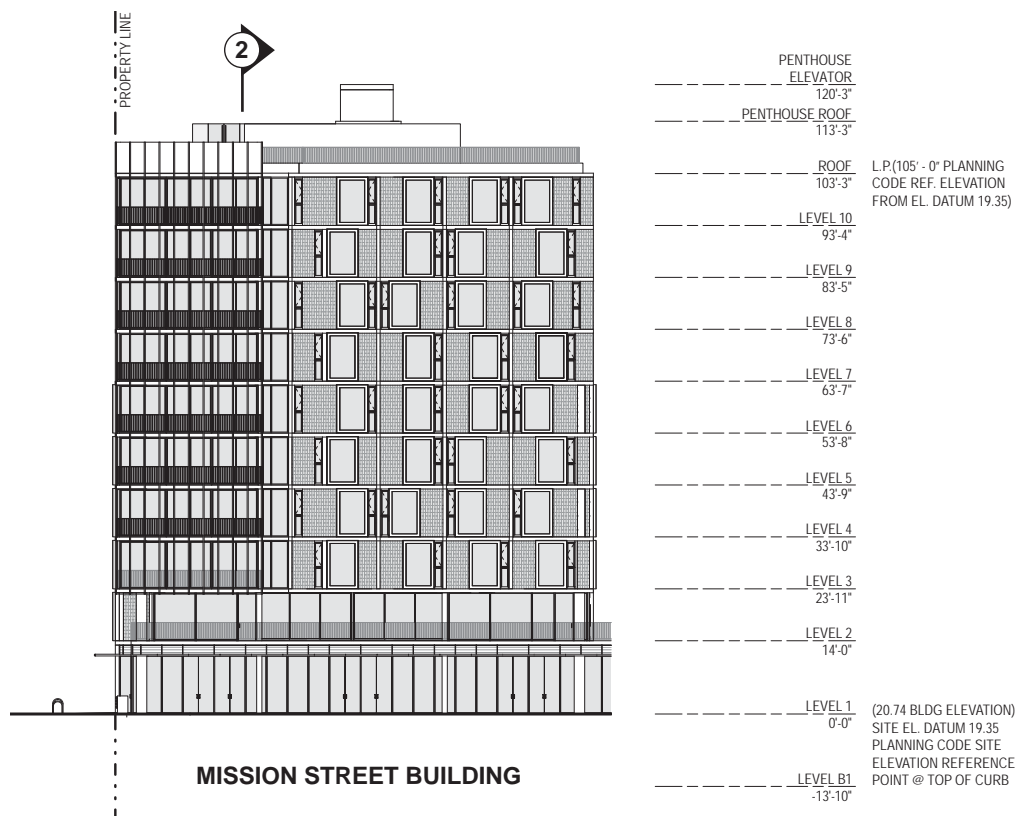 PROPERTY LINE
2
PENTHOUSE
ELEVATOR
120'-3"
PENTHOUSE ROOF
113'-3"
ROOF
103'-3"
L.P.(105' - 0" PLANNING
CODE REF. ELEVATION
FROM EL. DATUM 19.35)
LEVEL 10
93'-4"
LEVEL 9
83'-5"
LEVEL 8
73'-6"
LEVEL 7
63'-7"
LEVEL 6
53'-8"
LEVEL 5
43'-9"
LEVEL 4
33'-10"
LEVEL 3
23'-11"
LEVEL 2
14'-0"
LEVEL 1
0'-0"
(20.74 BLDG ELEVATION)
SITE EL. DATUM 19.35
PLANNING CODE SITE
ELEVATION REFERENCE
POINT @ TOP OF CURB
LEVEL B1
-13'-10"
MISSION STREET BUILDING